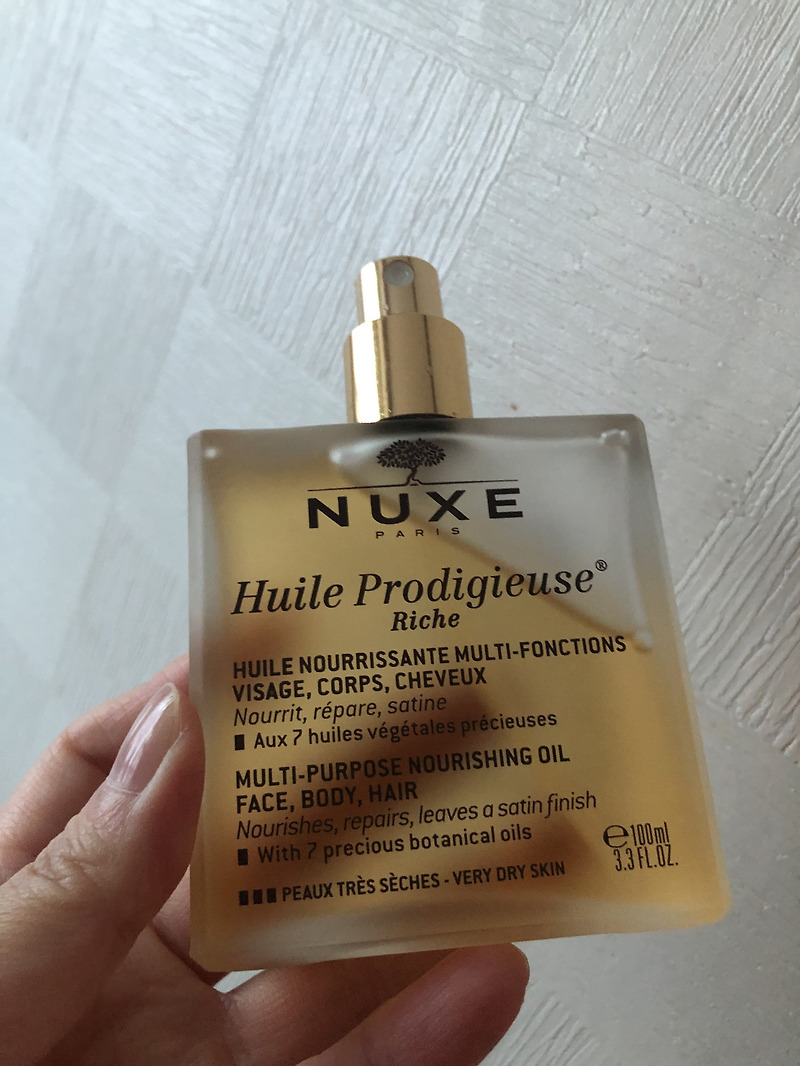 NUXE
PARIS
Huile Prodigieuse®
Riche
HUILE NOURRISSANTE MULTI-FONCTIONS
VISAGE, CORPS, CHEVEUX
Nourrit, répare, satine
Aux 7 huiles végétales précieuses
MULTI-PURPOSE NOURISHING OIL
FACE, BODY, HAIR
Nourishes, repairs, leaves a satin finish
With 7 precious botanical oils
℮100ml
3.3 FL.OZ.
PEAUX TRÈS SÈCHES - VERY DRY SKIN